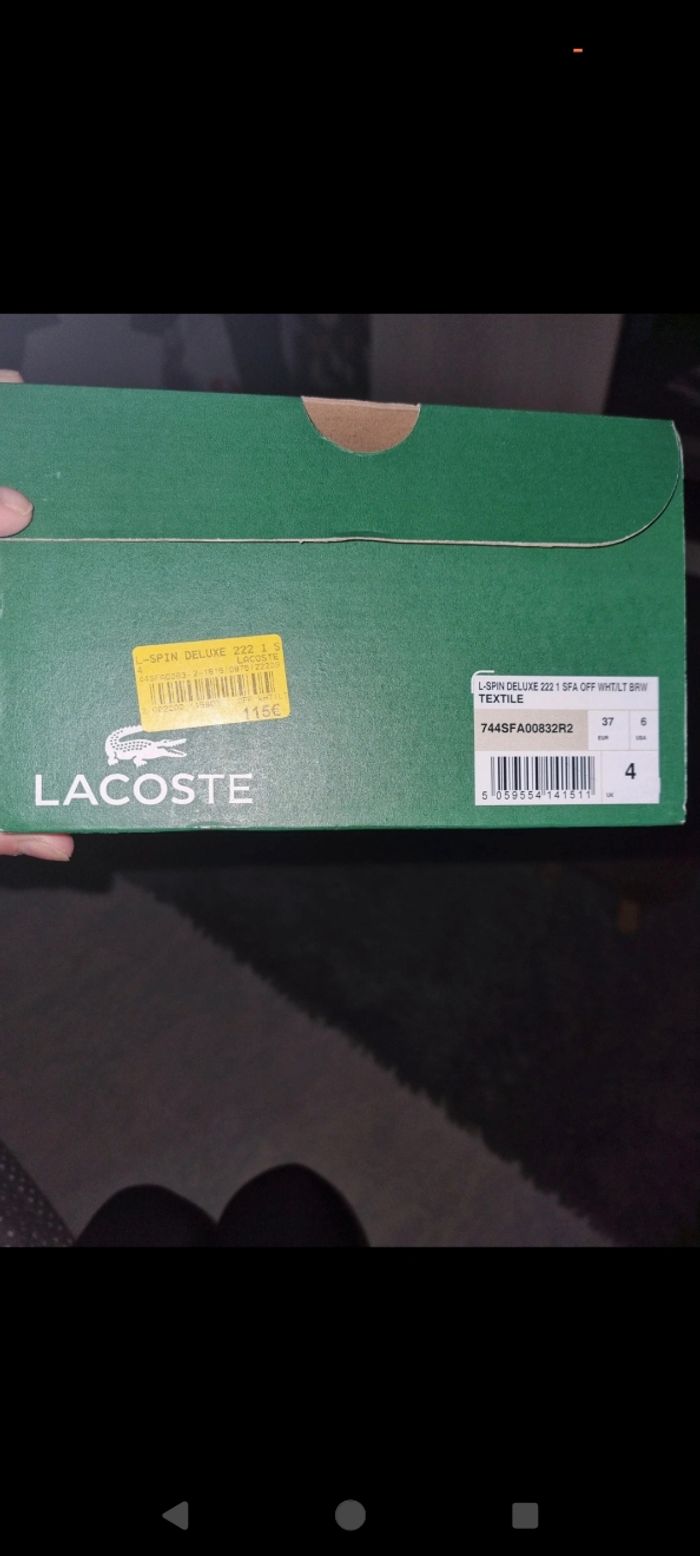 L-SPIN DELUXE 222 1 S
4 LACOSTE
115€
LACOSTE
L-SPIN DELUXE 222 1 SFA OFF WHT/LT BRW
TEXTILE
744SFA00832R2
37 6
EUR USA
5 059554 141511
4
UK